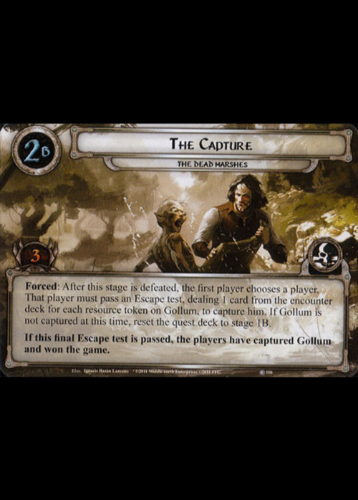 2B
THE CAPTURE
THE DEAD MARSHES
3
Forced: After this stage is defeated, the first player chooses a player.
That player must pass an Escape test, dealing 1 card from the encounter
deck for each resource token on Gollum, to capture him. If Gollum is
not captured at this time, reset the quest deck to stage 1B.
If this final Escape test is passed, the players have captured Gollum
and won the game.
Illus.